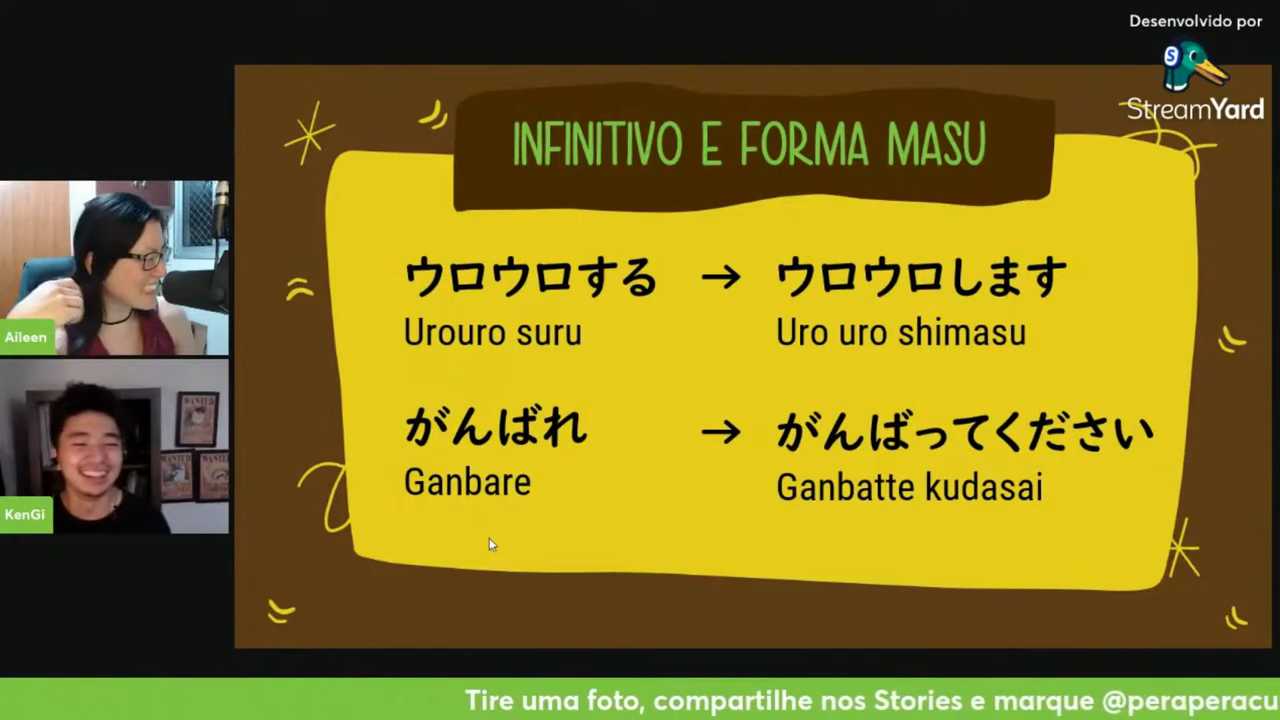 Desenvolvido por
StreamYard
INFINITIVO E FORMA MASU
ウロウロする → ウロウロします
Urouro suru Uro uro shimasu
がんばれ → がんばってください
Ganbare Ganbatte kudasai
Aileen
WANTED
KenGi
Tire uma foto, compartilhe nos Stories e marque @peraperacu